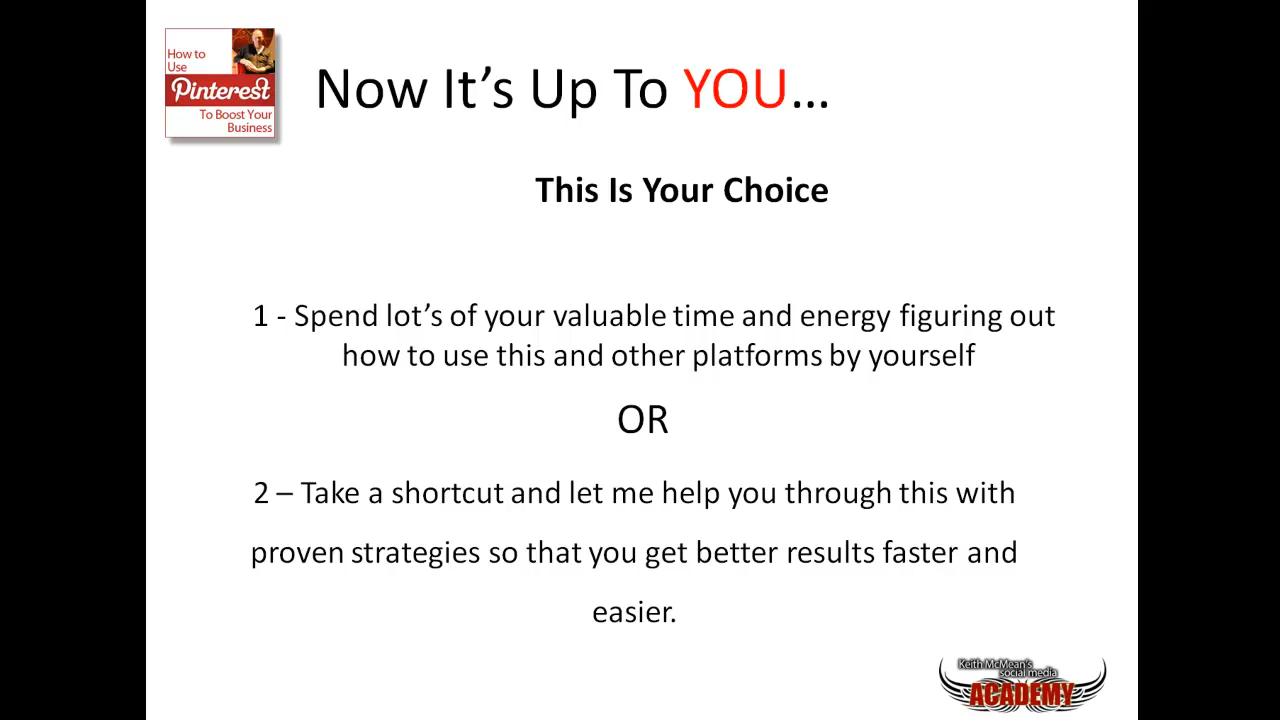 How to
Use
Pinterest
To Boost Your
Business
Now It’s Up To YOU...
This Is Your Choice
1 - Spend lot’s of your valuable time and energy figuring out
how to use this and other platforms by yourself
OR
2 – Take a shortcut and let me help you through this with
proven strategies so that you get better results faster and
easier.
Keith McMean's
social media
ACADEMY